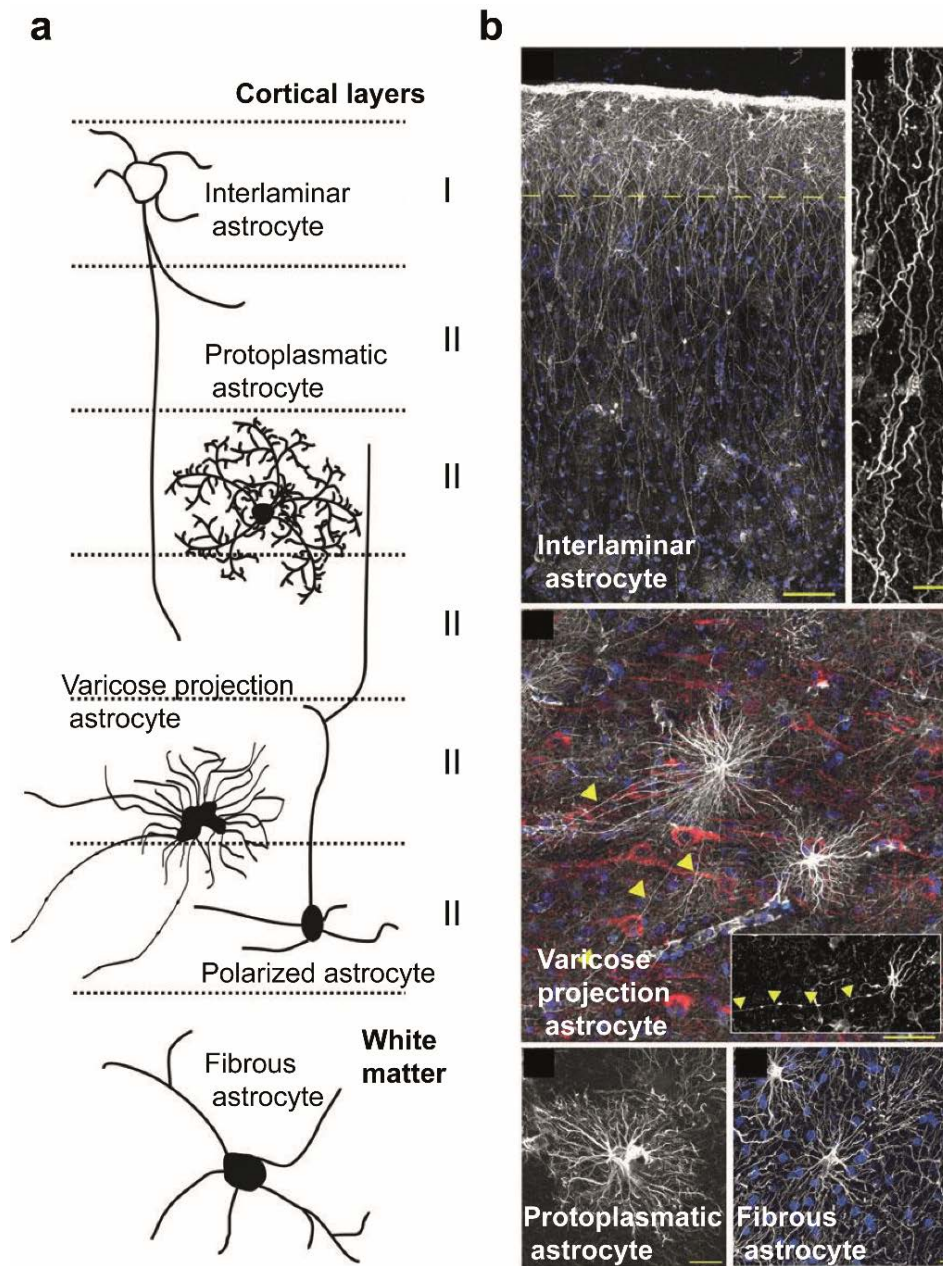 a
Cortical layers
I
Interlaminar
astrocyte
II
Protoplasmatic
astrocyte
II
II
Varicose projection
astrocyte
II
II
Polarized astrocyte
White
matter
Fibrous
astrocyte
b
Interlaminar
astrocyte
Varicose
projection
astrocyte
Protoplasmatic
astrocyte
Fibrous
astrocyte